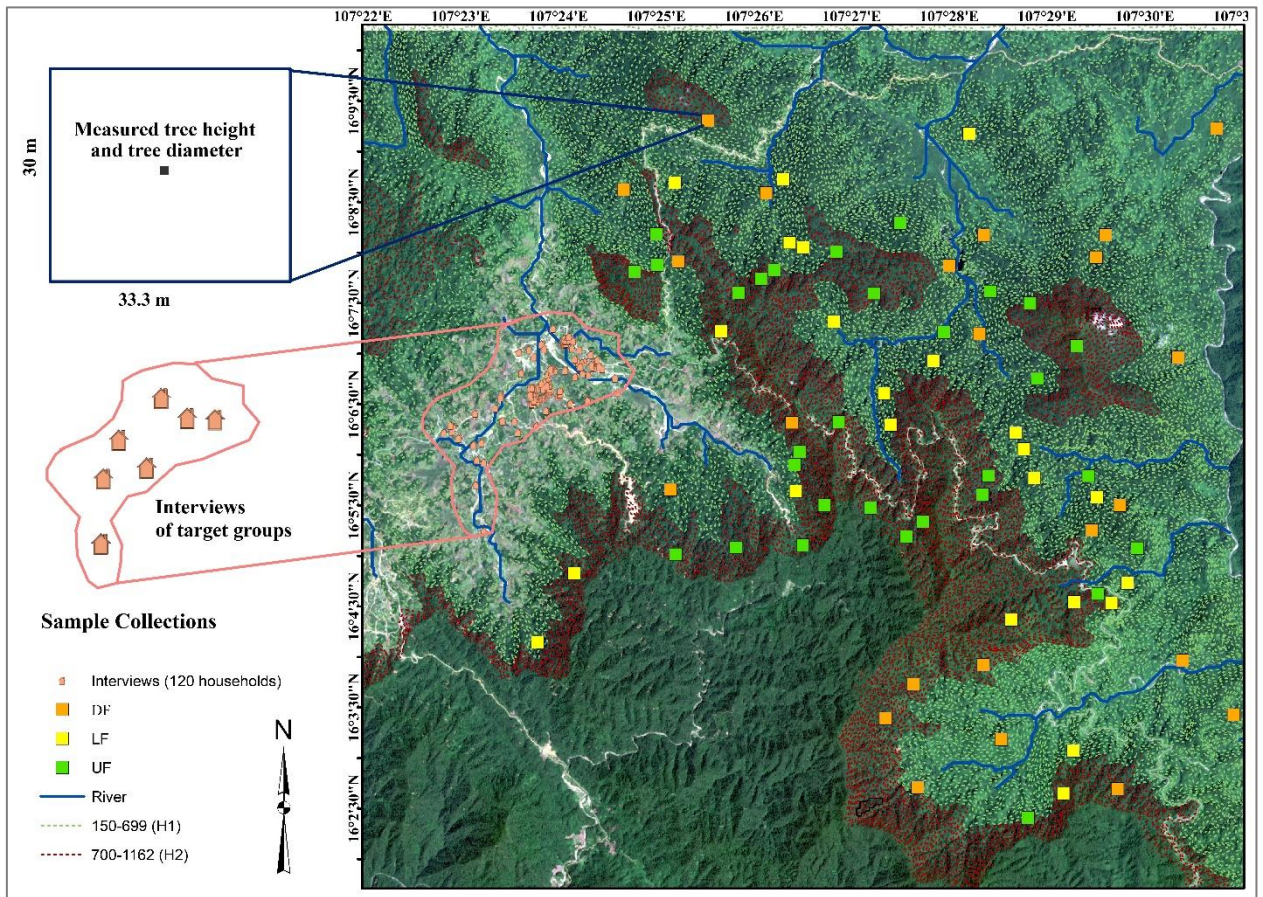 107°22'E 107°23'E 107°24'E 107°25'E 107°26'E 107°27'E 107°28'E 107°29'E 107°30'E 107°3
16°9'30"N
16°8'30"N
16°7'30"N
16°6'30"N
16°5'30"N
16°4'30"N
16°3'30"N
16°2'30"N
Measured tree height
and tree diameter
30 m
33.3 m
Interviews
of target groups
Sample Collections
Interviews (120 households)
DF
LF
UF
River
150-699 (H1)
700-1162 (H2)
N